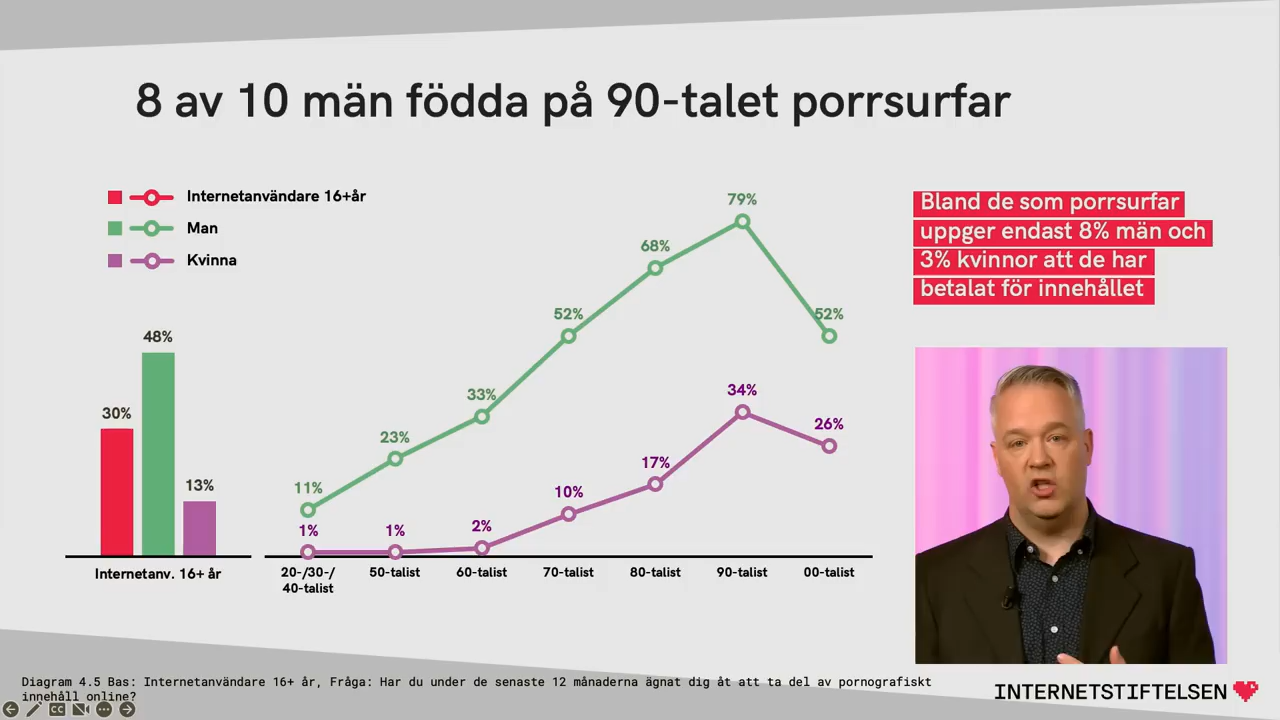 8 av 10 män födda på 90-talet porrsurfar
Internetanvändare 16+år
Man
Kvinna
Bland de som porrsurfar
uppger endast 8% män och
3% kvinnor att de har
betalat för innehållet
30%
48%
13%
Internetanv. 16+ år
11%
23%
33%
52%
68%
79%
52%
1%
1%
2%
10%
17%
34%
26%
20-/30-/
40-talist
50-talist
60-talist
70-talist
80-talist
90-talist
00-talist
Diagram 4.5 Bas: Internetanvändare 16+ år, Fråga: Har du under de senaste 12 månaderna ägnat dig åt att ta del av pornografiskt
innehåll online?
CC
INTERNETSTIFTELSEN